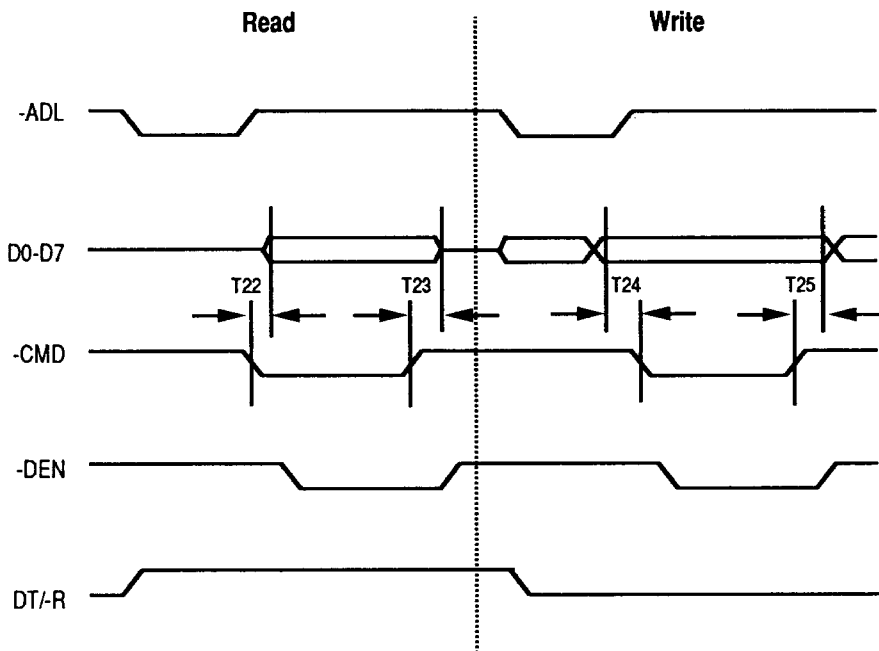 Read
Write
-ADL
D0-D7
T22
T23
T24
T25
-CMD
-DEN
DT/-R